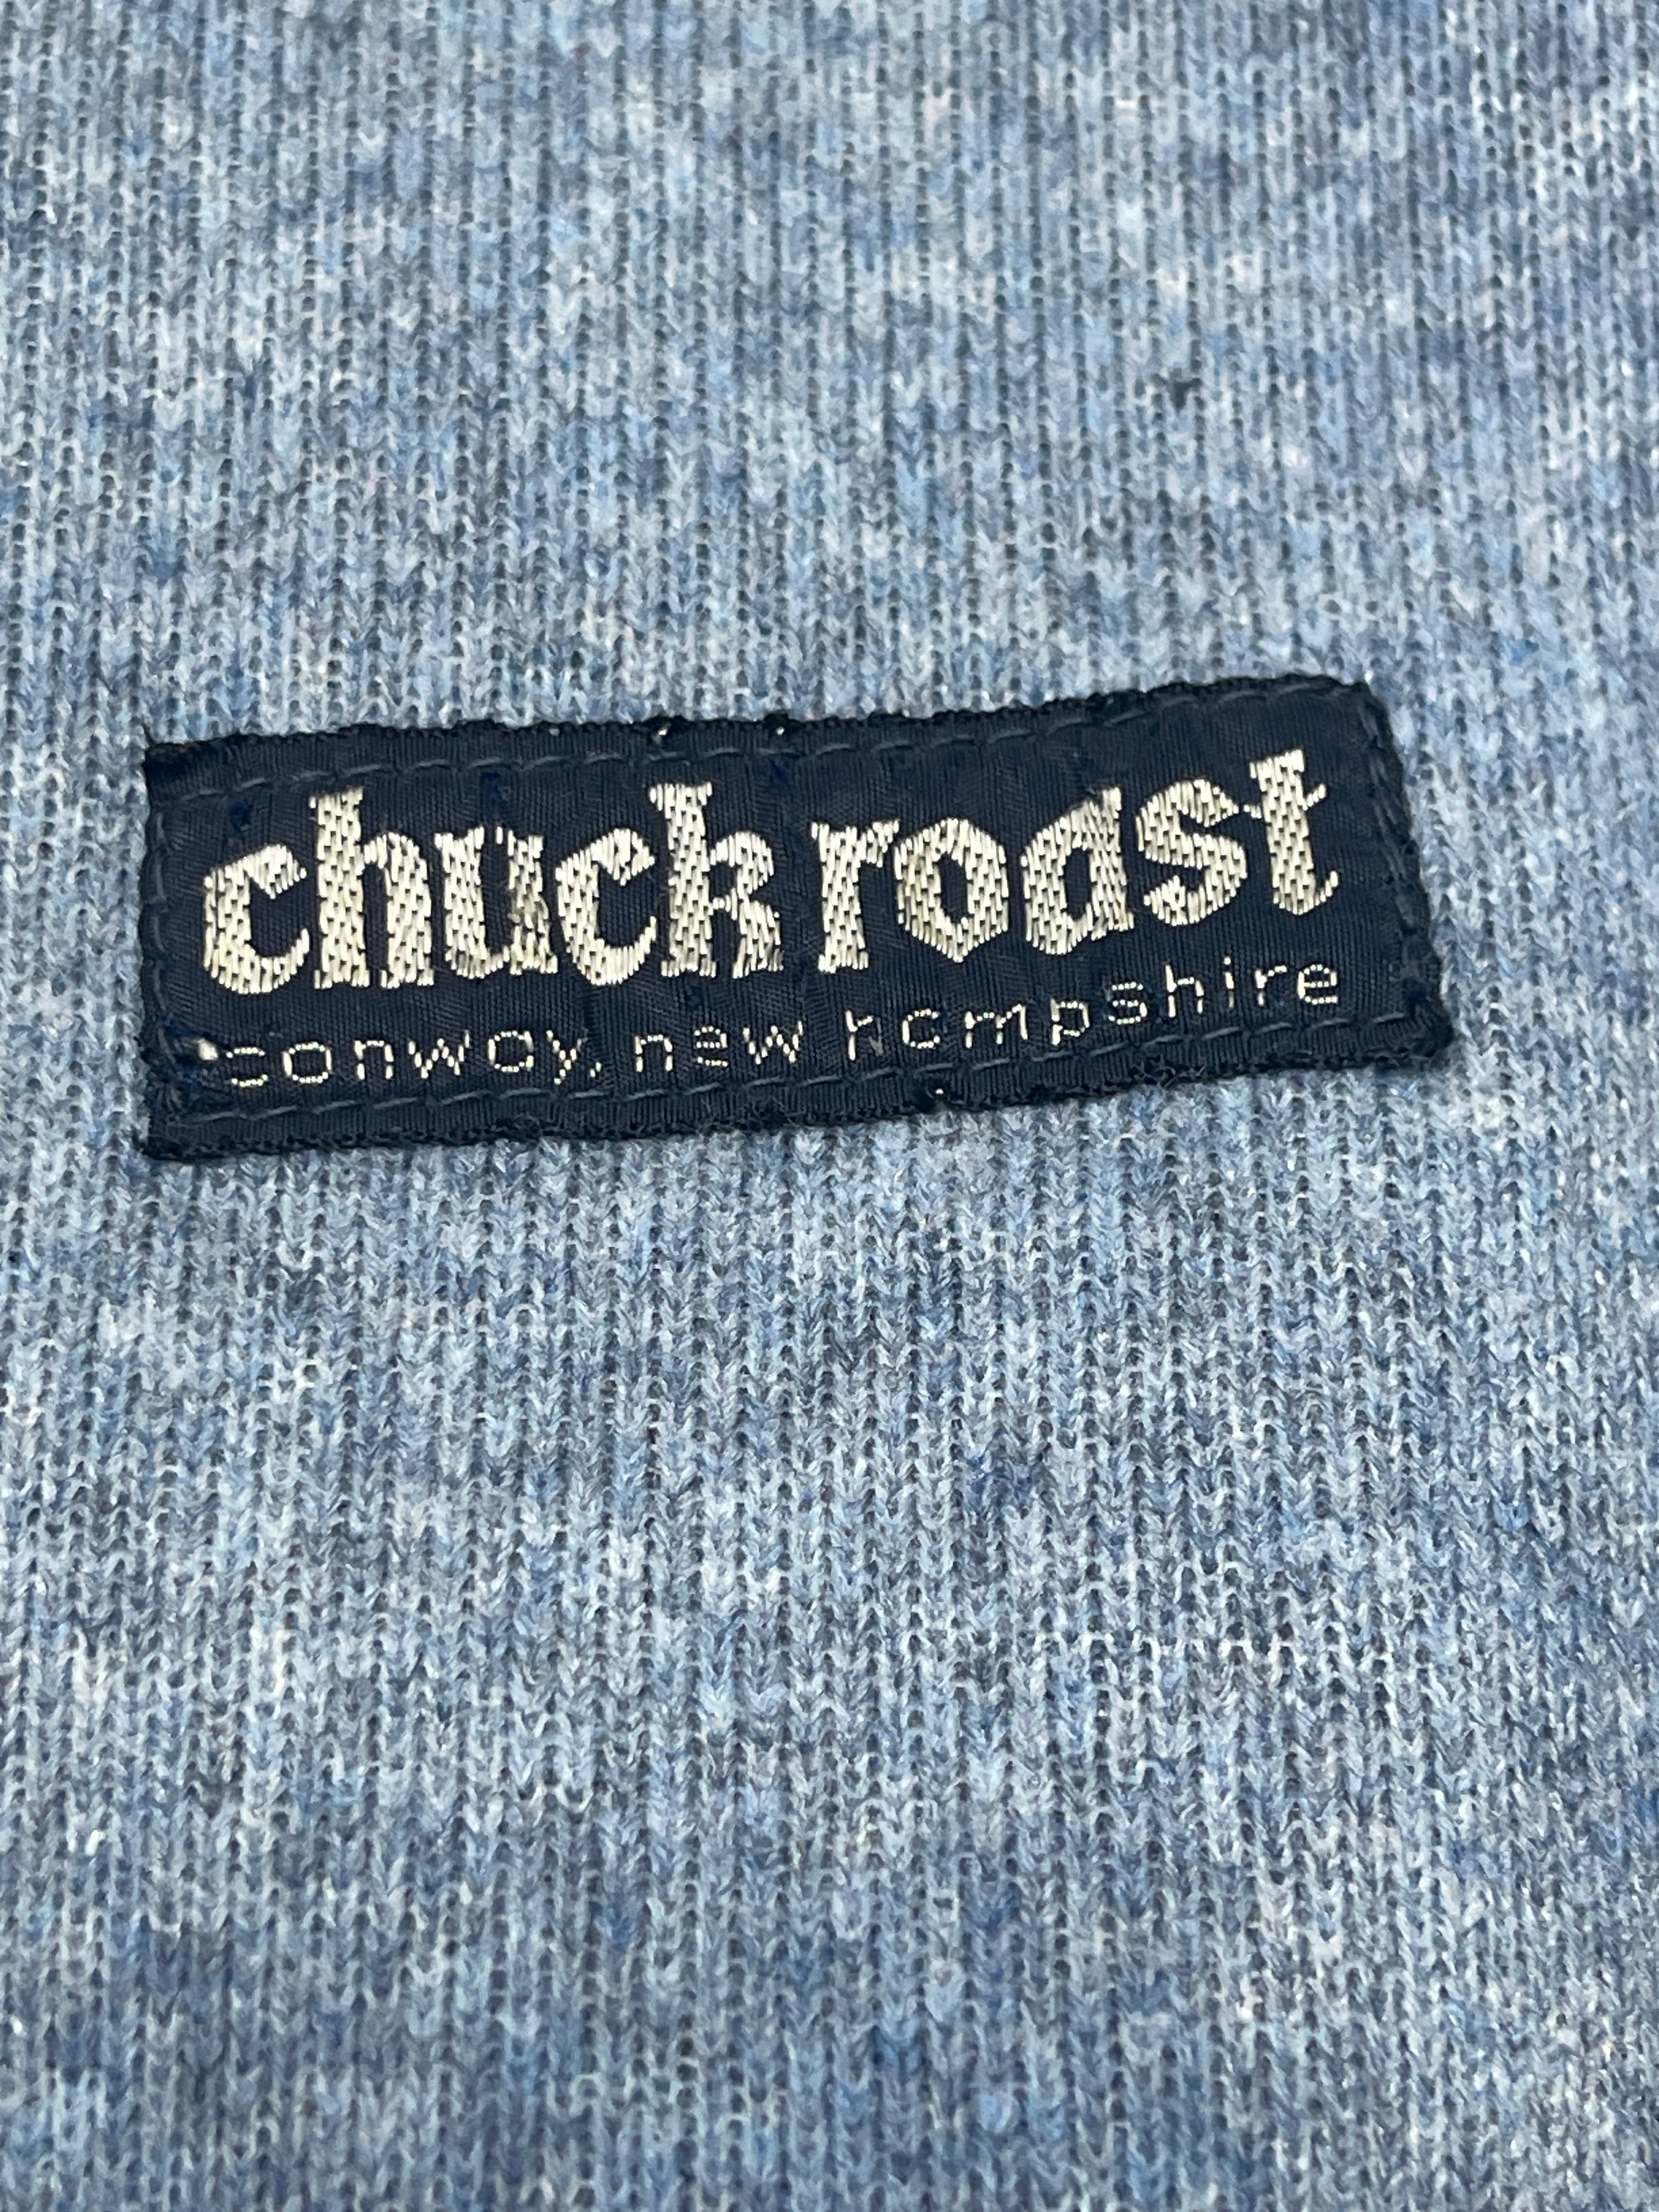 chuck roast
conway, new hampshire